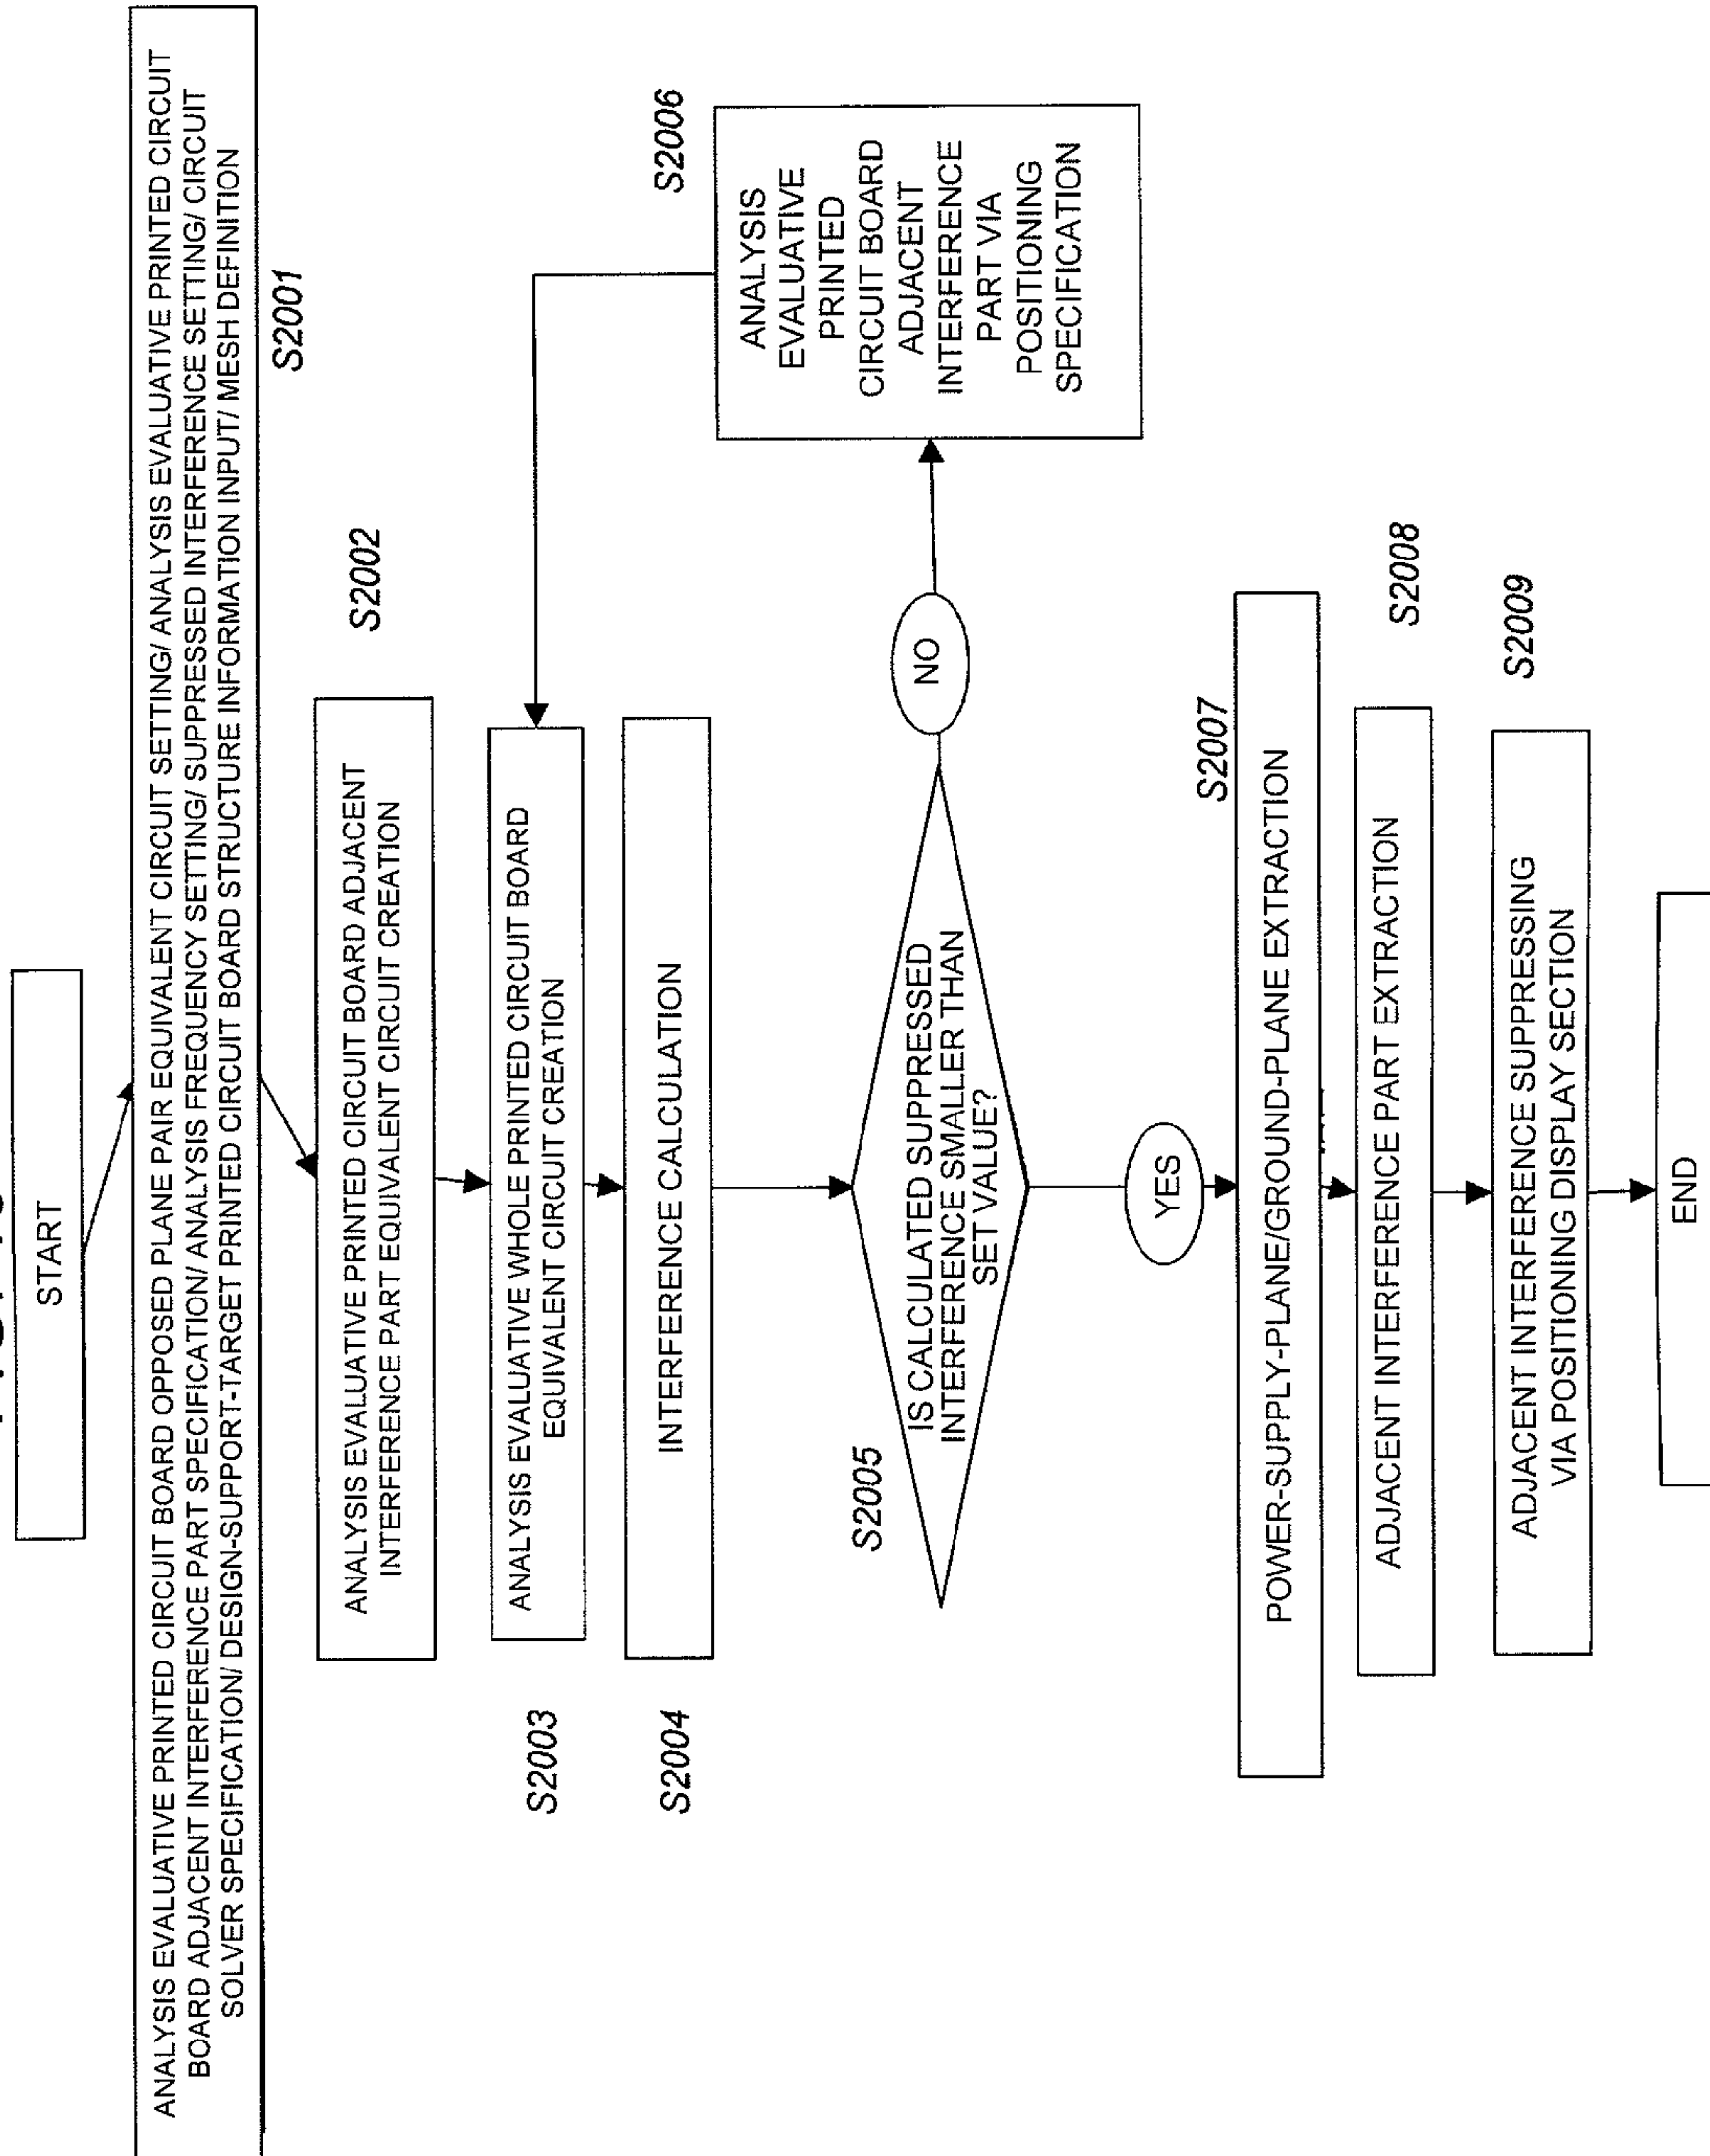 START
ANALYSIS EVALUATIVE PRINTED CIRCUIT BOARD OPPOSED PLANE PAIR EQUIVALENT CIRCUIT SETTING/ ANALYSIS EVALUATIVE PRINTED CIRCUIT
BOARD ADJACENT INTERFERENCE PART SPECIFICATION/ ANALYSIS FREQUENCY SETTING/ SUPPRESSED INTERFERENCE SETTING/ CIRCUIT
SOLVER SPECIFICATION/ DESIGN-SUPPORT-TARGET PRINTED CIRCUIT BOARD STRUCTURE INFORMATION INPUT/ MESH DEFINITION
S2001
ANALYSIS EVALUATIVE PRINTED CIRCUIT BOARD ADJACENT
INTERFERENCE PART EQUIVALENT CIRCUIT CREATION
S2002
ANALYSIS EVALUATIVE WHOLE PRINTED CIRCUIT BOARD
EQUIVALENT CIRCUIT CREATION
S2003
INTERFERENCE CALCULATION
S2004
S2005
IS CALCULATED SUPPRESSED
INTERFERENCE SMALLER THAN
SET VALUE?
NO
S2006
ANALYSIS
EVALUATIVE
PRINTED
CIRCUIT BOARD
ADJACENT
INTERFERENCE
PART VIA
POSITIONING
SPECIFICATION
YES
S2007
POWER-SUPPLY-PLANE/GROUND-PLANE EXTRACTION
ADJACENT INTERFERENCE PART EXTRACTION
S2008
ADJACENT INTERFERENCE SUPPRESSING
VIA POSITIONING DISPLAY SECTION
S2009
END